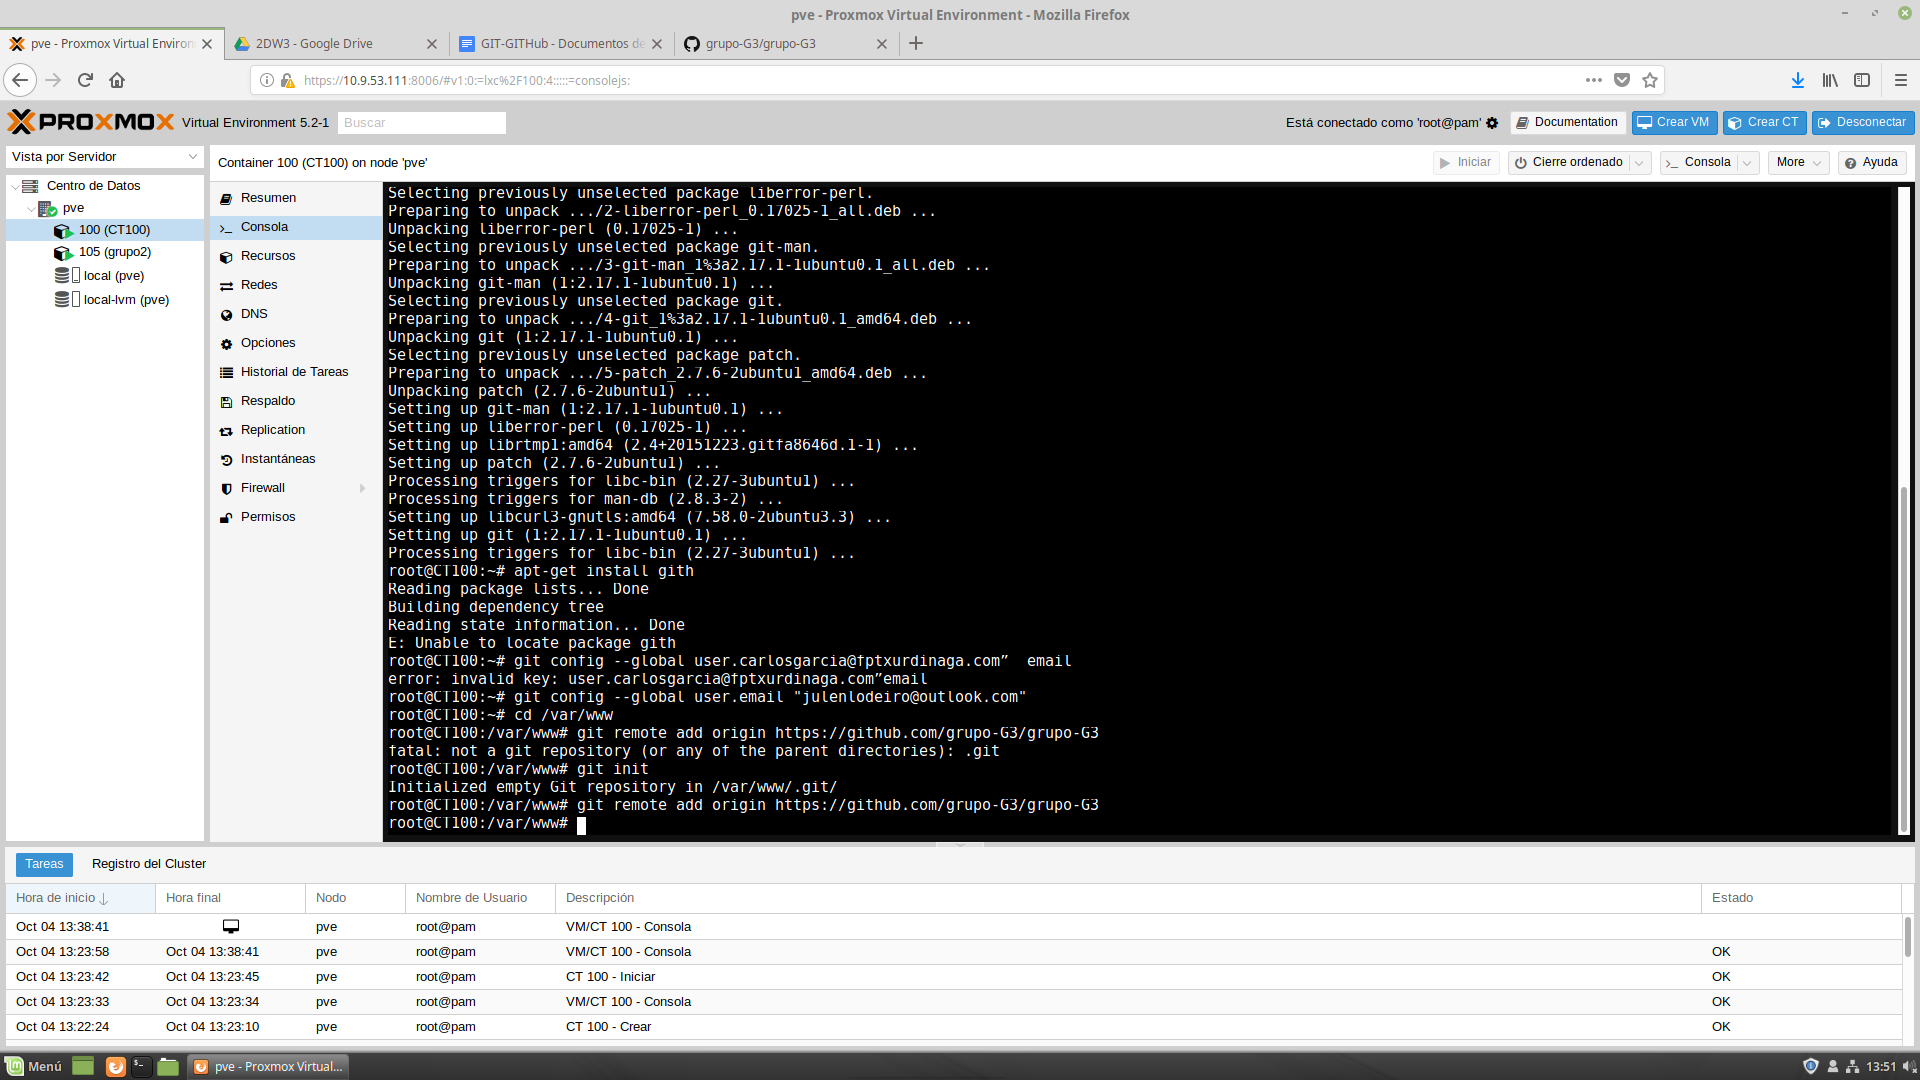 pve - Proxmox Virtual Environment - Mozilla Firefox
pve - Proxmox Virtual Environ
2DW3 - Google Drive
GIT-GITHub - Documentos de
grupo-G3/grupo-G3
https://10.9.53.111:8006/#v1:0:=lxc%2F100:4:::::=consolejs:
PROXMOX Virtual Environment 5.2-1
Buscar
Está conectado como 'root@pam'
Documentation
Crear VM
Crear CT
Desconectar
Vista por Servidor
Container 100 (CT100) on node 'pve'
Iniciar
Cierre ordenado
Consola
More
Ayuda
Centro de Datos
pve
100 (CT100)
105 (grupo2)
local (pve)
local-lvm (pve)
Resumen
Consola
Recursos
Redes
DNS
Opciones
Historial de Tareas
Respaldo
Replication
Instantáneas
Firewall
Permisos
Selecting previously unselected package liberror-perl.
Preparing to unpack .../2-liberror-perl_0.17025-1_all.deb ...
Unpacking liberror-perl (0.17025-1) ...
Selecting previously unselected package git-man.
Preparing to unpack .../3-git-man_1%3a2.17.1-1ubuntu0.1_all.deb ...
Unpacking git-man (1:2.17.1-1ubuntu0.1) ...
Selecting previously unselected package git.
Preparing to unpack .../4-git_1%3a2.17.1-1ubuntu0.1_amd64.deb ...
Unpacking git (1:2.17.1-1ubuntu0.1) ...
Selecting previously unselected package patch.
Preparing to unpack .../5-patch_2.7.6-2ubuntu1_amd64.deb ...
Unpacking patch (2.7.6-2ubuntu1) ...
Setting up git-man (1:2.17.1-1ubuntu0.1) ...
Setting up liberror-perl (0.17025-1) ...
Setting up librtmp1:amd64 (2.4+20151223.gitfa8646d.1-1) ...
Setting up patch (2.7.6-2ubuntu1) ...
Processing triggers for libc-bin (2.27-3ubuntu1) ...
Processing triggers for man-db (2.8.3-2) ...
Setting up libcurl3-gnutls:amd64 (7.58.0-2ubuntu3.3) ...
Setting up git (1:2.17.1-1ubuntu0.1) ...
Processing triggers for libc-bin (2.27-3ubuntu1) ...
root@CT100:~# apt-get install gith
Reading package lists... Done
Building dependency tree
Reading state information... Done
E: Unable to locate package gith
root@CT100:~# git config --global user.carlosgarcia@fptxurdinaga.com”  email
error: invalid key: user.carlosgarcia@fptxurdinaga.com”email
root@CT100:~# git config --global user.email "julenlodeiro@outlook.com"
root@CT100:~# cd /var/www
root@CT100:/var/www# git remote add origin https://github.com/grupo-G3/grupo-G3
fatal: not a git repository (or any of the parent directories): .git
root@CT100:/var/www# git init
Initialized empty Git repository in /var/www/.git/
root@CT100:/var/www# git remote add origin https://github.com/grupo-G3/grupo-G3
root@CT100:/var/www#
Tareas
Registro del Cluster
Hora de inicio Hora final Nodo Nombre de Usuario Descripción Estado
Oct 04 13:38:41 pve root@pam VM/CT 100 - Consola
Oct 04 13:23:58 Oct 04 13:38:41 pve root@pam VM/CT 100 - Consola OK
Oct 04 13:23:42 Oct 04 13:23:45 pve root@pam CT 100 - Iniciar OK
Oct 04 13:23:33 Oct 04 13:23:34 pve root@pam VM/CT 100 - Consola OK
Oct 04 13:22:24 Oct 04 13:23:10 pve root@pam CT 100 - Crear OK
Menú
pve - Proxmox Virtual...
13:51